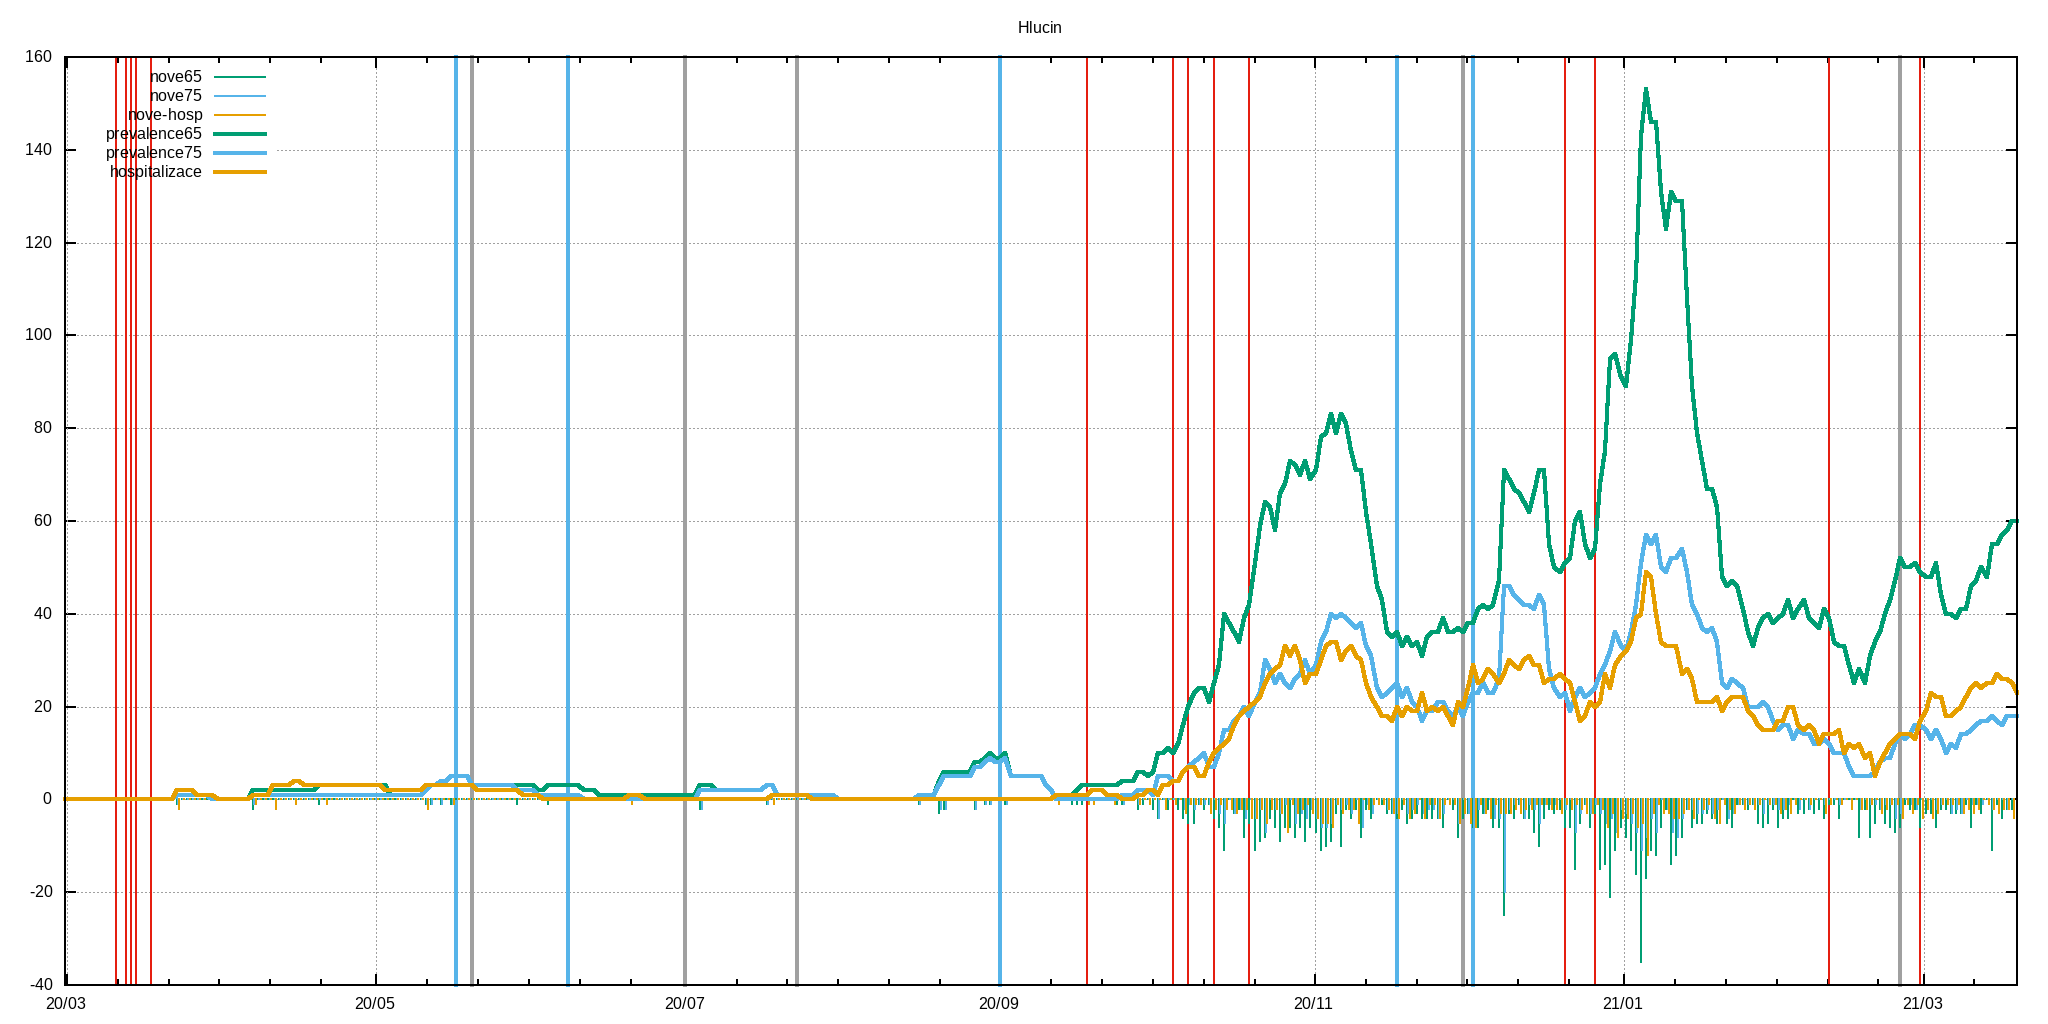 Hlucin
160
140
120
100
80
60
40
20
0
-20
-40
nove65
nove75
nove-hosp
prevalence65
prevalence75
hospitalizace
20/03 20/05 20/07 20/09 20/11 21/01 21/03